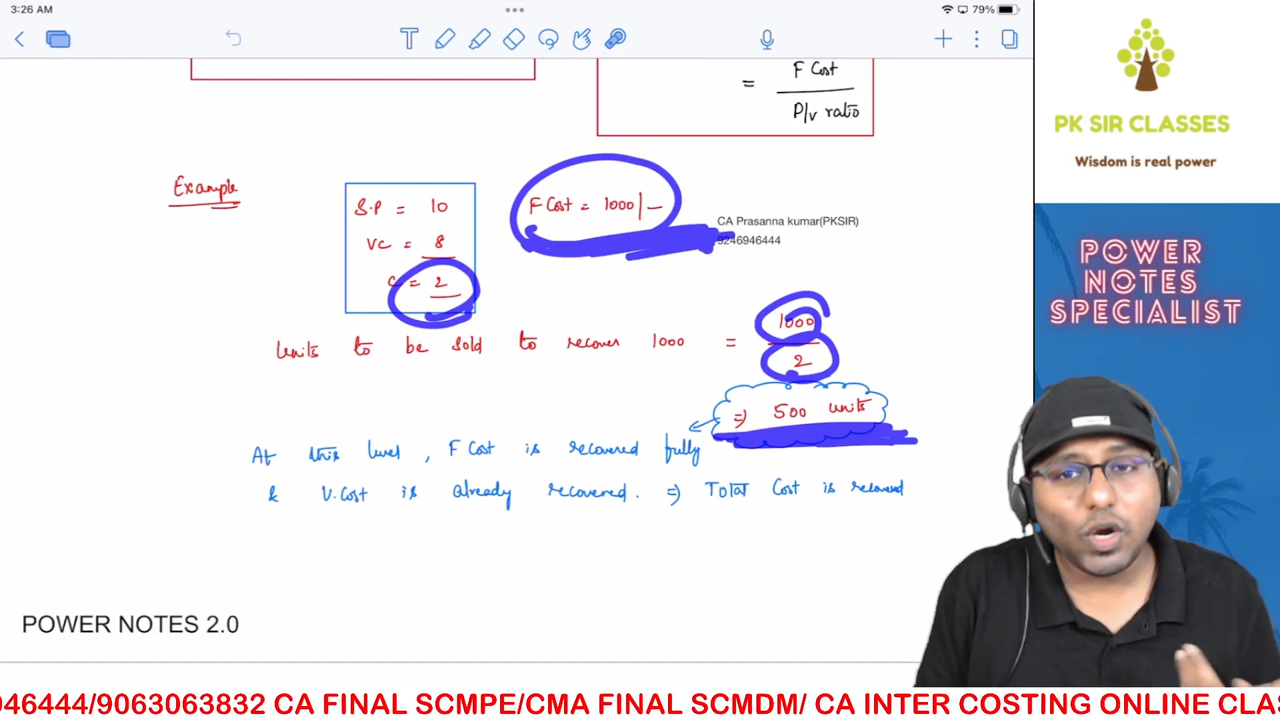 3:26 AM
79%
T
F Cost
=
P/v ratio
PK SIR CLASSES
Wisdom is real power
Example
S.P = 10
VC = 8
C = 2
F Cost = 1000/-
CA Prasanna kumar(PKSIR)
9246946444
POWER
NOTES
SPECIALIST
units to be sold to recover 1000 = 1000
2
=) 500 units
At this level, F Cost is recovered fully
& V.Cost is already recovered. =) Total Cost is recovered
POWER NOTES 2.0
946444/9063063832 CA FINAL SCMPE/CMA FINAL SCMDM/ CA INTER COSTING ONLINE CLAS